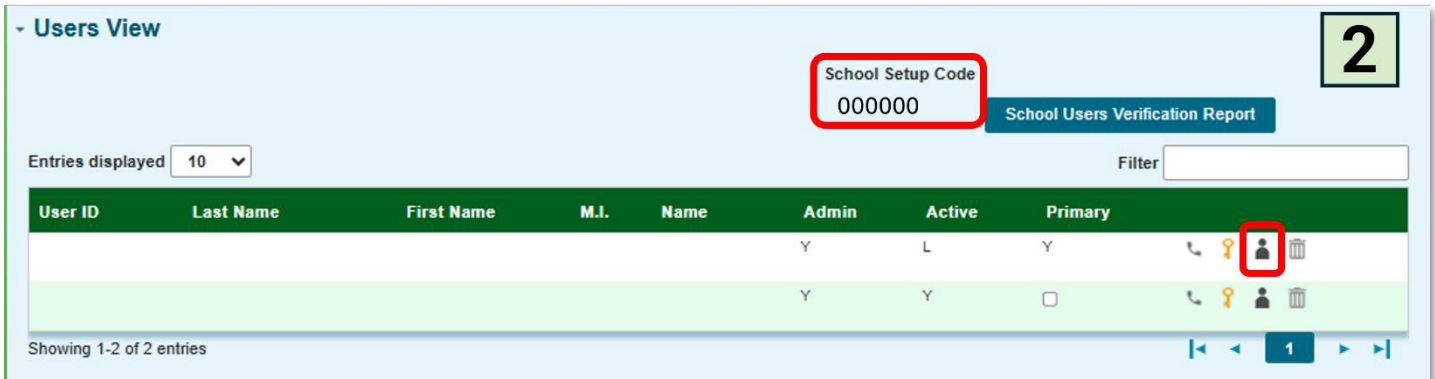 Users View
2
School Setup Code
000000
School Users Verification Report
Entries displayed 10
Filter
User ID Last Name First Name M.I. Name Admin Active Primary
Y L Y
Y Y
Showing 1-2 of 2 entries
1